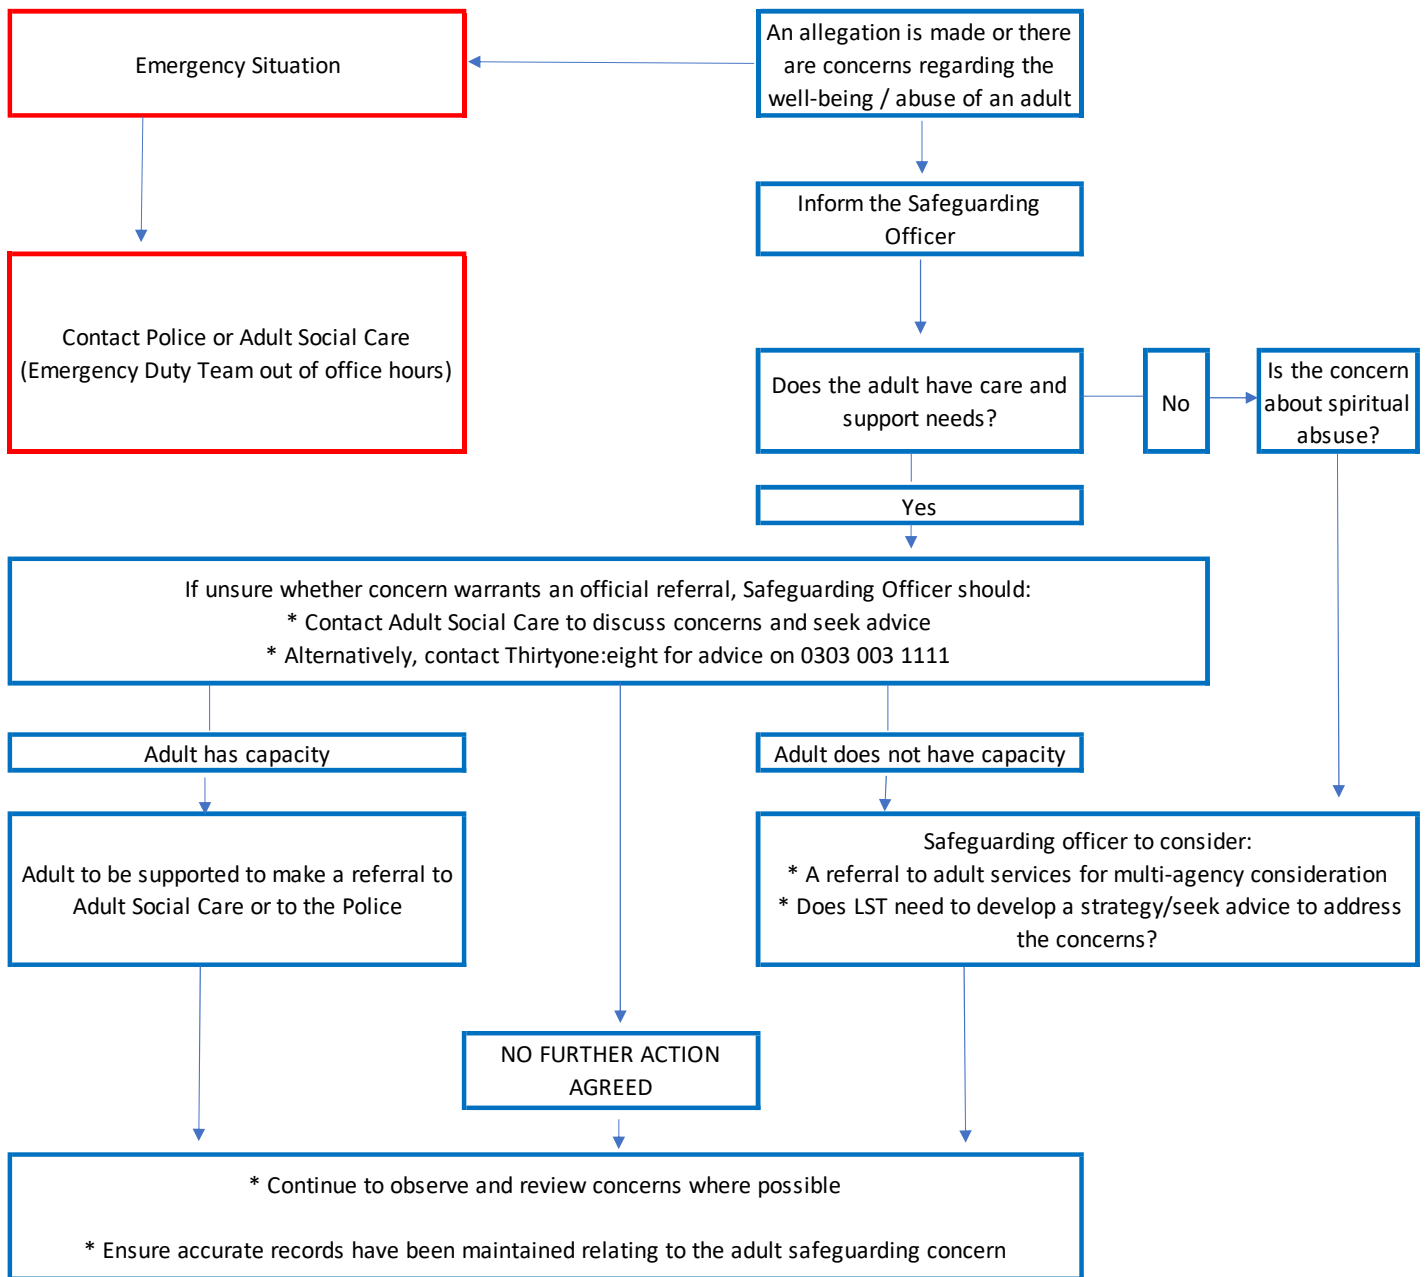 Emergency Situation
An allegation is made or there
are concerns regarding the
well-being / abuse of an adult
Inform the Safeguarding
Officer
Contact Police or Adult Social Care
(Emergency Duty Team out of office hours)
Does the adult have care and
support needs?
No
Is the concern
about spiritual
absuse?
Yes
If unsure whether concern warrants an official referral, Safeguarding Officer should:
* Contact Adult Social Care to discuss concerns and seek advice
* Alternatively, contact Thirtyone:eight for advice on 0303 003 1111
Adult has capacity
Adult does not have capacity
Adult to be supported to make a referral to
Adult Social Care or to the Police
Safeguarding officer to consider:
* A referral to adult services for multi-agency consideration
* Does LST need to develop a strategy/seek advice to address
the concerns?
NO FURTHER ACTION
AGREED
* Continue to observe and review concerns where possible
* Ensure accurate records have been maintained relating to the adult safeguarding concern